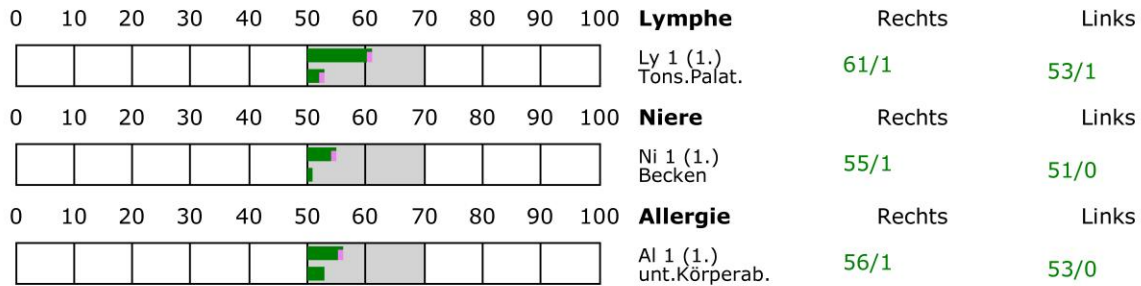 0 10 20 30 40 50 60 70 80 90 100 Lymphe Rechts Links
Ly 1 (1.) 61/1 53/1
Tons.Palat.
0 10 20 30 40 50 60 70 80 90 100 Niere Rechts Links
Ni 1 (1.) 55/1 51/0
Becken
0 10 20 30 40 50 60 70 80 90 100 Allergie Rechts Links
Al 1 (1.) 56/1 53/0
unt.Körperab.